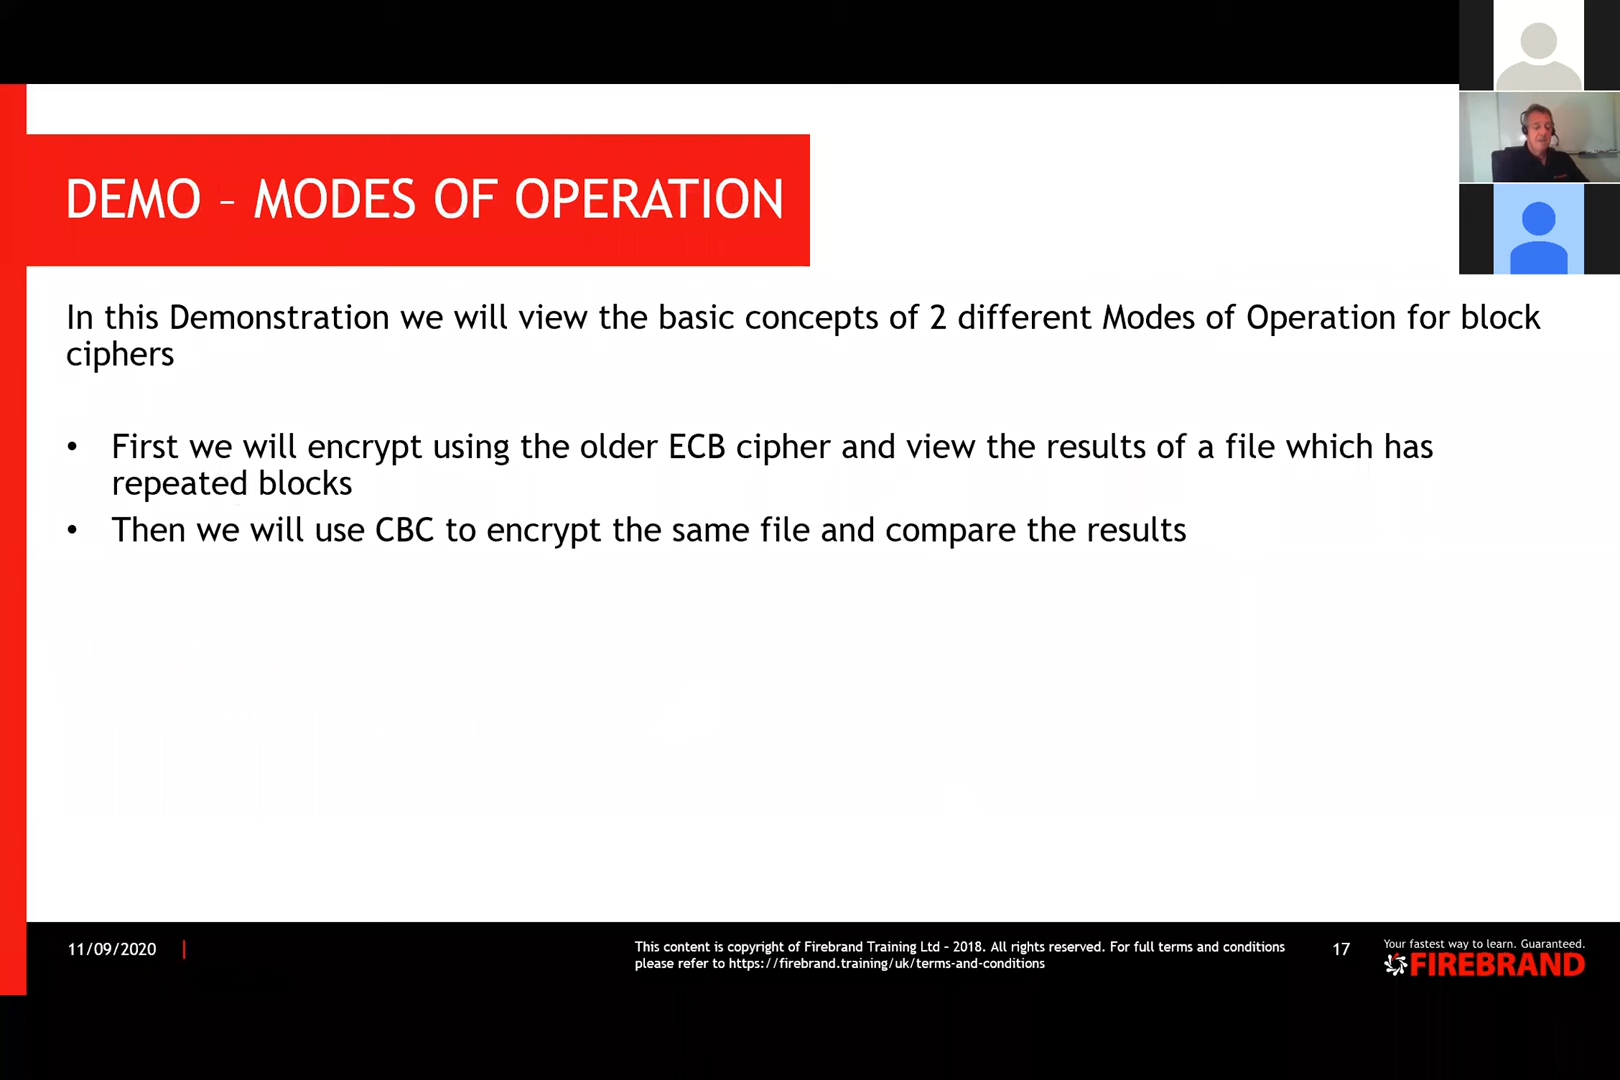 DEMO – MODES OF OPERATION
In this Demonstration we will view the basic concepts of 2 different Modes of Operation for block
ciphers
• First we will encrypt using the older ECB cipher and view the results of a file which has
repeated blocks
• Then we will use CBC to encrypt the same file and compare the results
11/09/2020
This content is copyright of Firebrand Training Ltd – 2018. All rights reserved. For full terms and conditions
please refer to https://firebrand.training/uk/terms-and-conditions
17
Your fastest way to learn. Guaranteed.
FIREBRAND